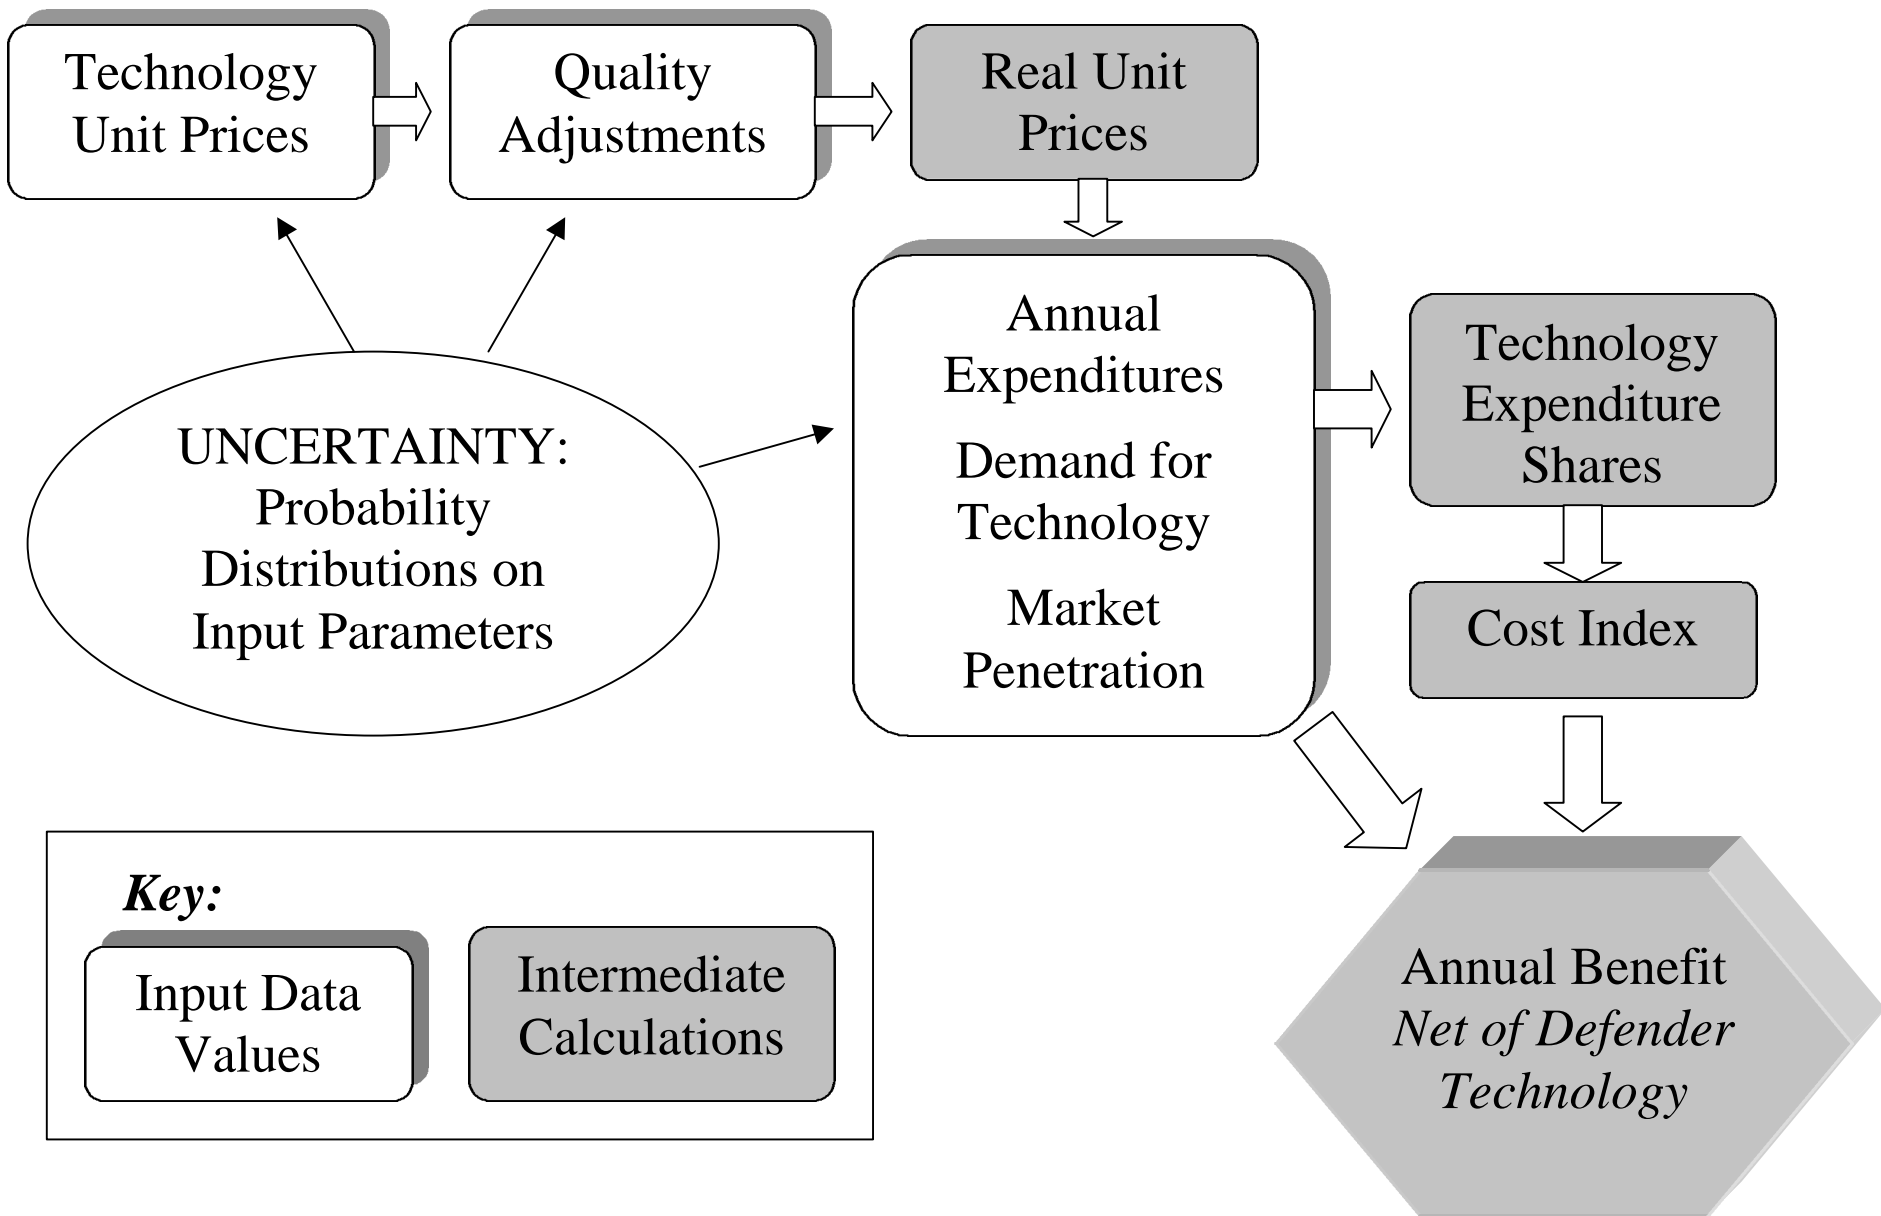 Technology
Unit Prices
Quality
Adjustments
Real Unit
Prices
Annual
Expenditures
Demand for
Technology
Market
Penetration
Technology
Expenditure
Shares
UNCERTAINTY:
Probability
Distributions on
Input Parameters
Cost Index
Key:
Input Data
Values
Intermediate
Calculations
Annual Benefit
Net of Defender
Technology